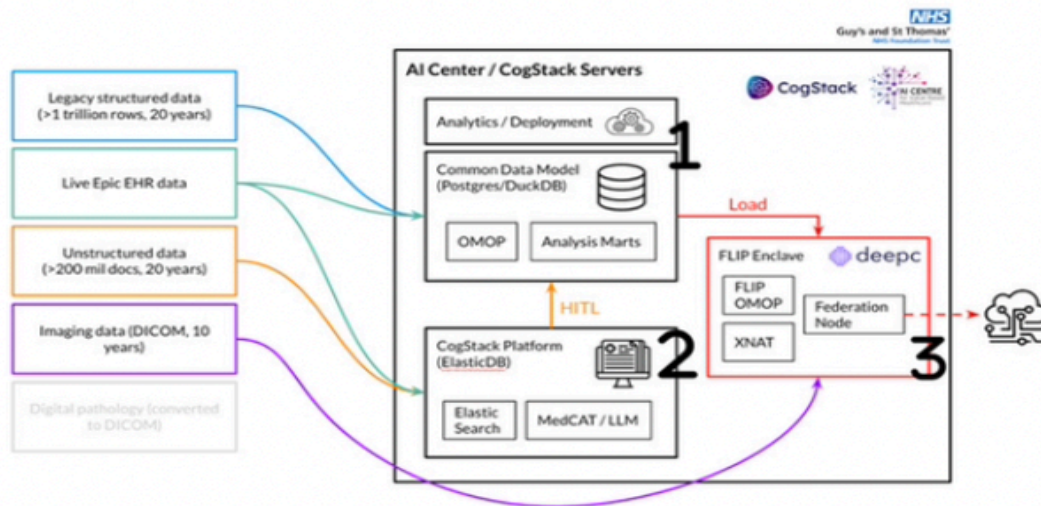 NHS
Guy's and St Thomas'
NHS Foundation Trust
Legacy structured data
(>1 trillion rows, 20 years)
Live Epic EHR data
Unstructured data
(>200 mil docs, 20 years)
Imaging data (DICOM, 10
years)
Digital pathology (converted
to DICOM)
AI Center / CogStack Servers
CogStack
AI CENTRE
Analytics / Deployment
1
Common Data Model
(Postgres/DuckDB)
OMOP
Analysis Marts
Load
HITL
CogStack Platform
(ElasticDB)
2
Elastic
Search
MedCAT / LLM
FLIP Enclave
deepc
FLIP
OMOP
XNAT
Federation
Node
3